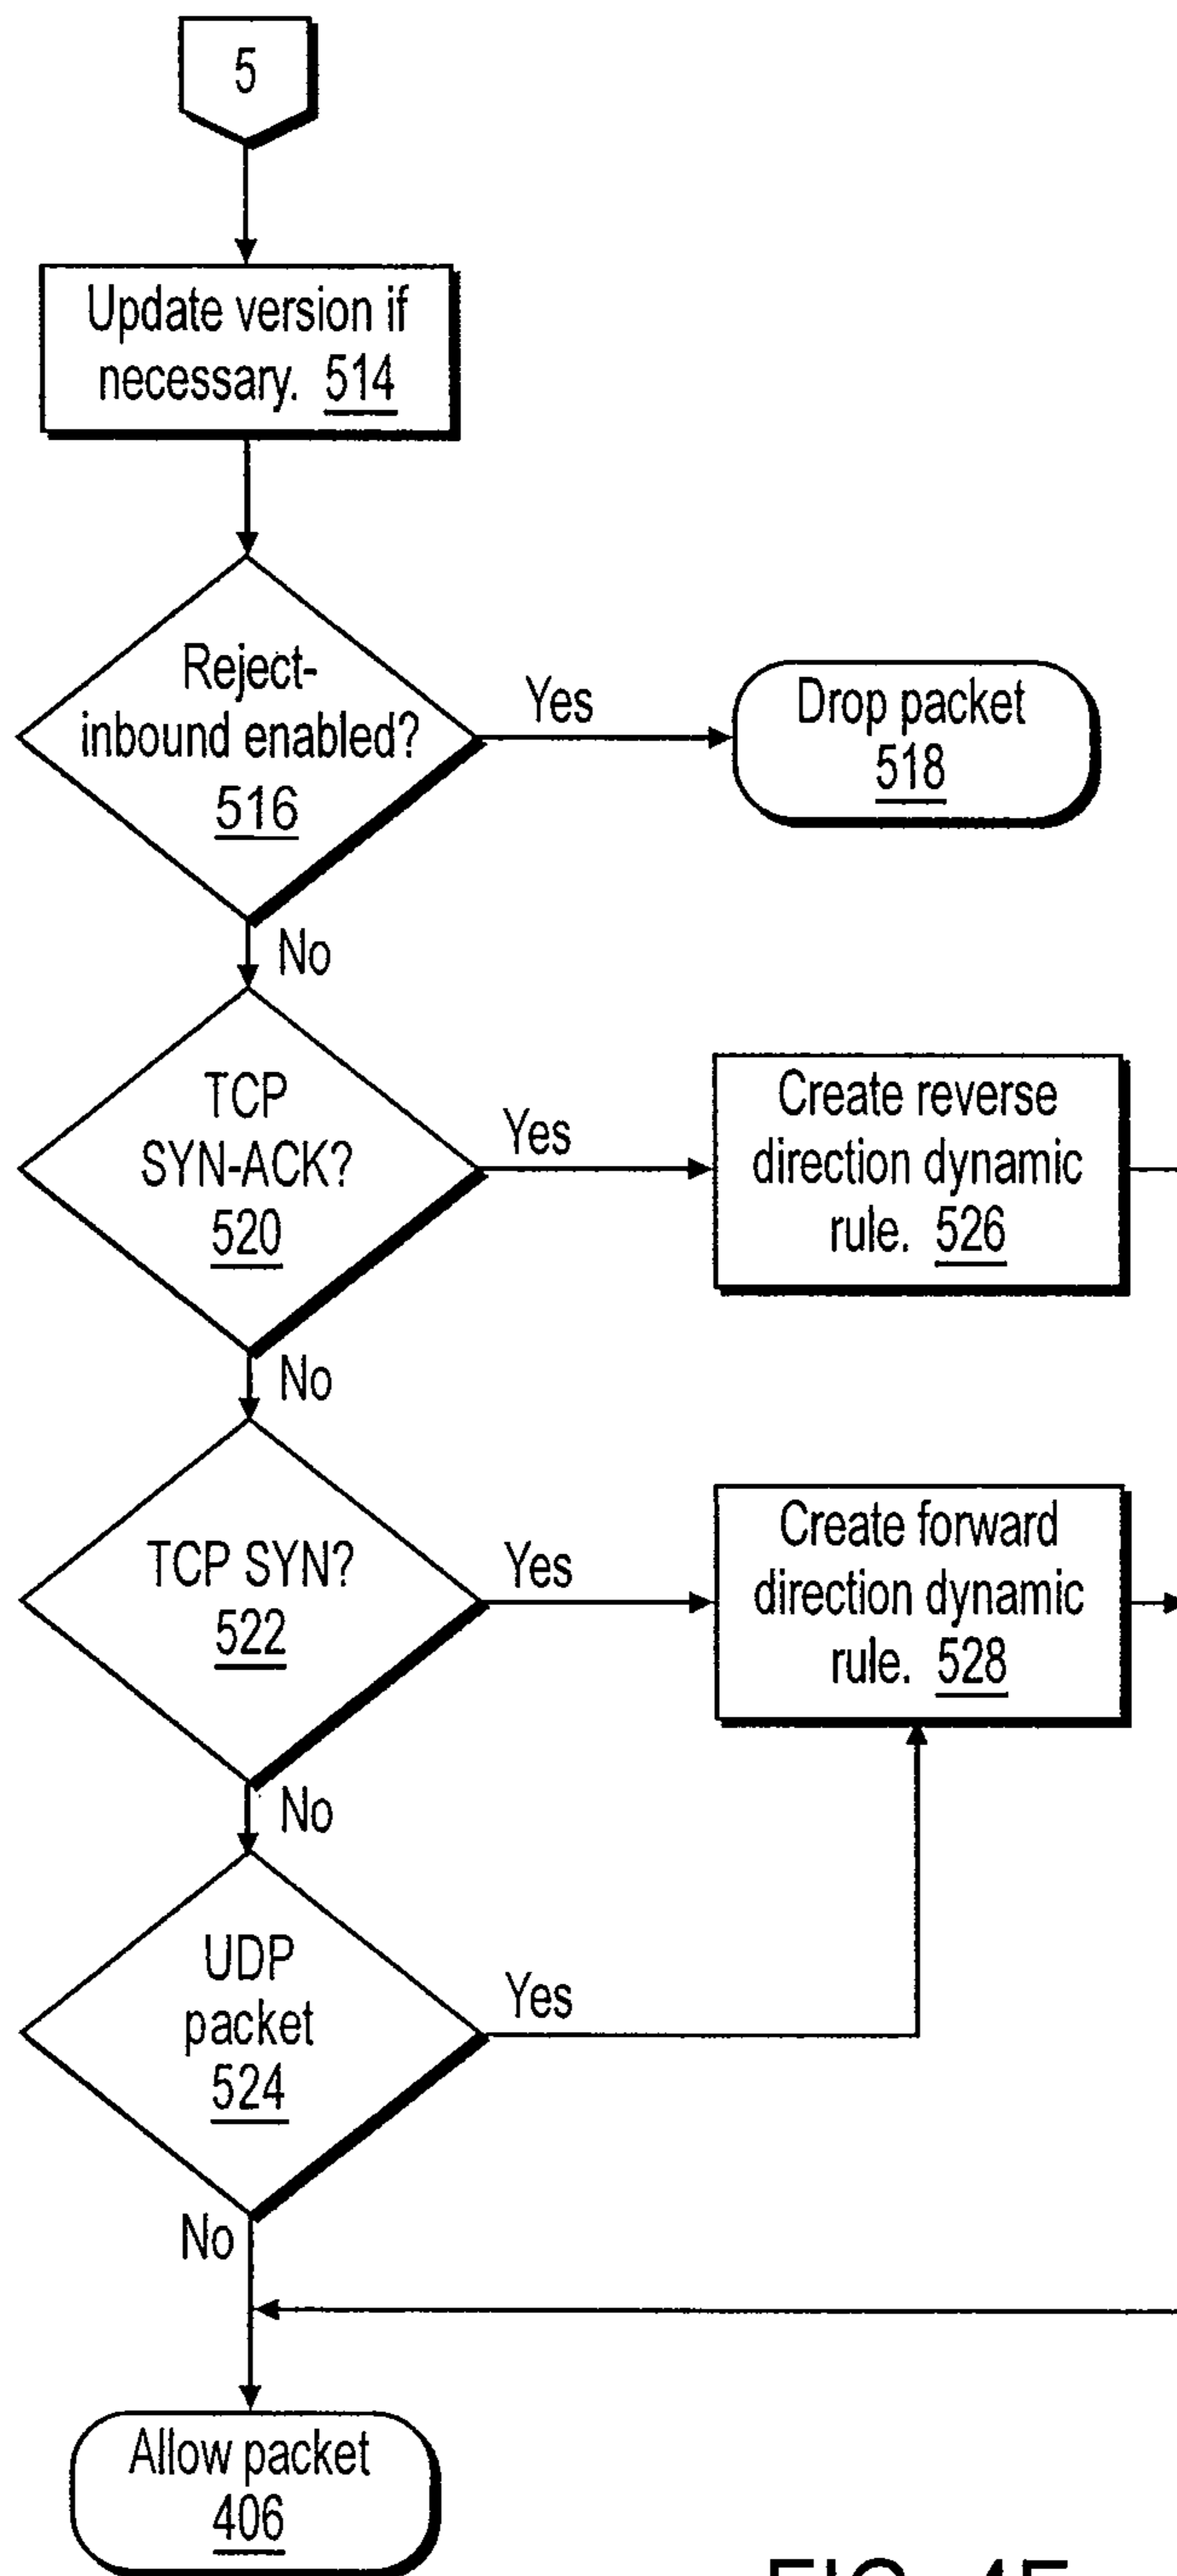 5
Update version if
necessary. 514
Reject-
inbound enabled?
516
Yes
Drop packet
518
No
TCP
SYN-ACK?
520
Yes
Create reverse
direction dynamic
rule. 526
No
TCP SYN?
522
Yes
Create forward
direction dynamic
rule. 528
No
UDP
packet
524
Yes
No
Allow packet
406